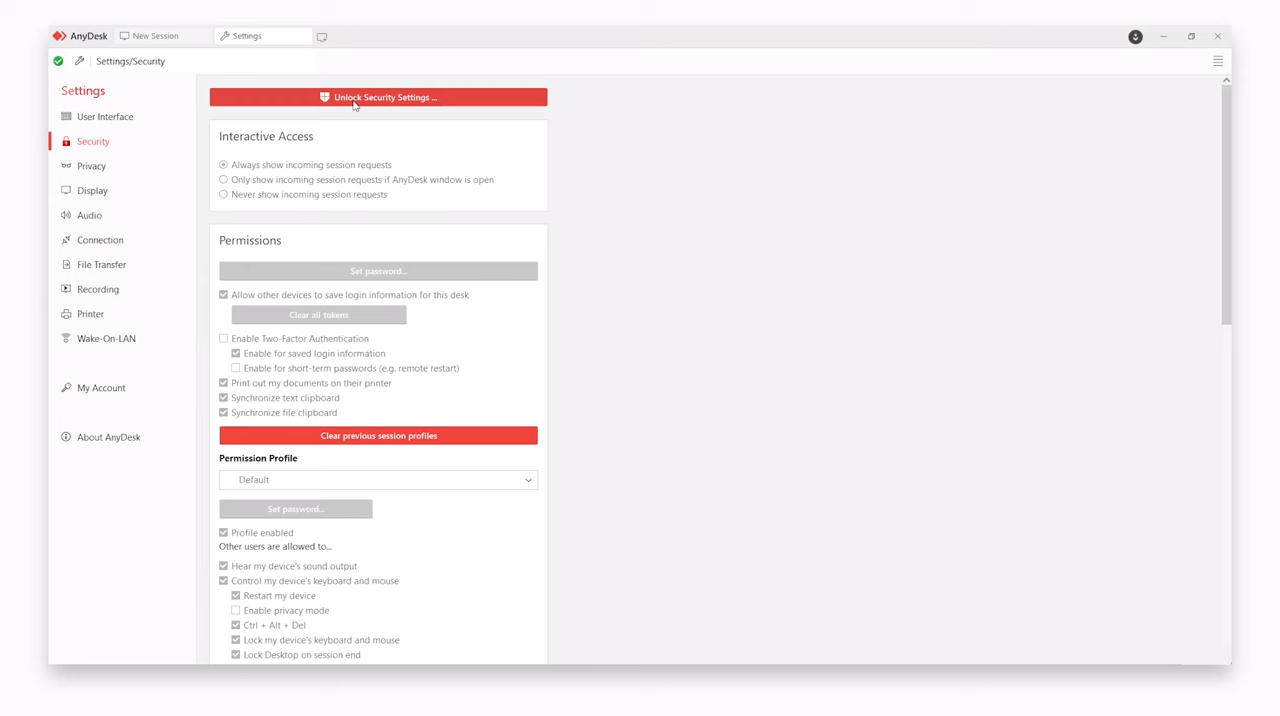 AnyDesk
New Session
Settings
Settings/Security
Settings
User Interface
Security
Privacy
Display
Audio
Connection
File Transfer
Recording
Printer
Wake-On-LAN
My Account
About AnyDesk
Unlock Security Settings ...
Interactive Access
Always show incoming session requests
Only show incoming session requests if AnyDesk window is open
Never show incoming session requests
Permissions
Set password...
Allow other devices to save login information for this desk
Clear all tokens
Enable Two-Factor Authentication
Enable for saved login information
Enable for short-term passwords (e.g. remote restart)
Print out my documents on their printer
Synchronize text clipboard
Synchronize file clipboard
Clear previous session profiles
Permission Profile
Default
Set password...
Profile enabled
Other users are allowed to...
Hear my device's sound output
Control my device's keyboard and mouse
Restart my device
Enable privacy mode
Ctrl + Alt + Del
Lock my device's keyboard and mouse
Lock Desktop on session end